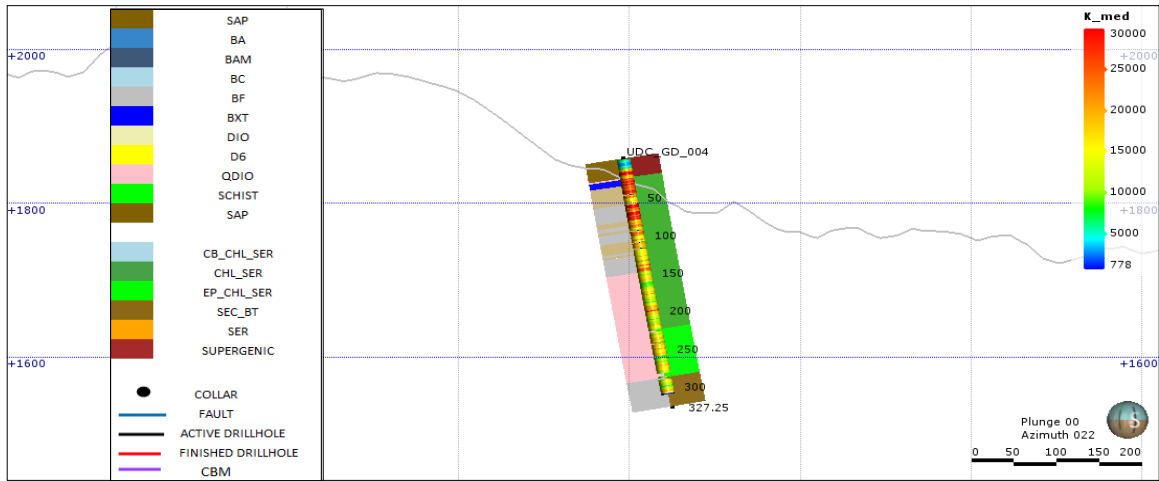 SAP
BA
BAM
BC
BF
BXT
DIO
D6
QDIO
SCHIST
SAP
CB_CHL_SER
CHL_SER
EP_CHL_SER
SEC_BT
SER
SUPERGENIC
COLLAR
FAULT
ACTIVE DRILLHOLE
FINISHED DRILLHOLE
CBM
+2000
+1800
+1600
UDC_GD_004
50
100
150
200
250
300
327.25
K_med
30000
25000
20000
15000
10000
5000
778
+2000
+1800
+1600
Plunge 00
Azimuth 022
S
0 50 100 150 200